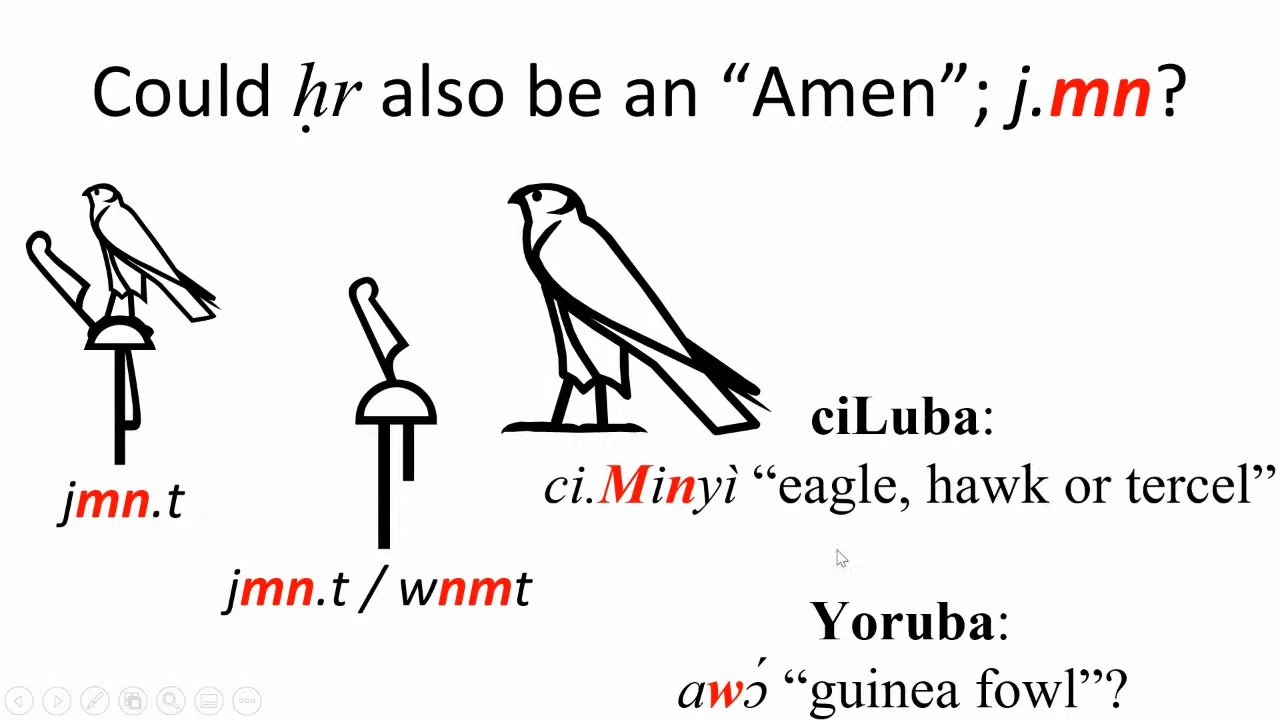 Could ḥr also be an “Amen”; j.mn?
jmn.t
jmn.t / wnmt
ciLuba:
ci.Minyì “eagle, hawk or tercel”
Yoruba:
awɔ́ “guinea fowl”?